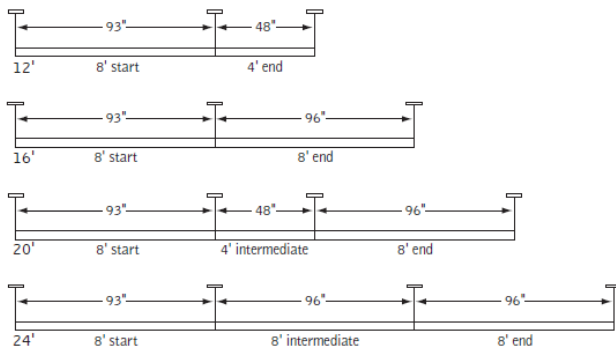 93" 48"
12' 8' start 4' end
93" 96"
16' 8' start 8' end
93" 48" 96"
20' 8' start 4' intermediate 8' end
93" 96" 96"
24' 8' start 8' intermediate 8' end